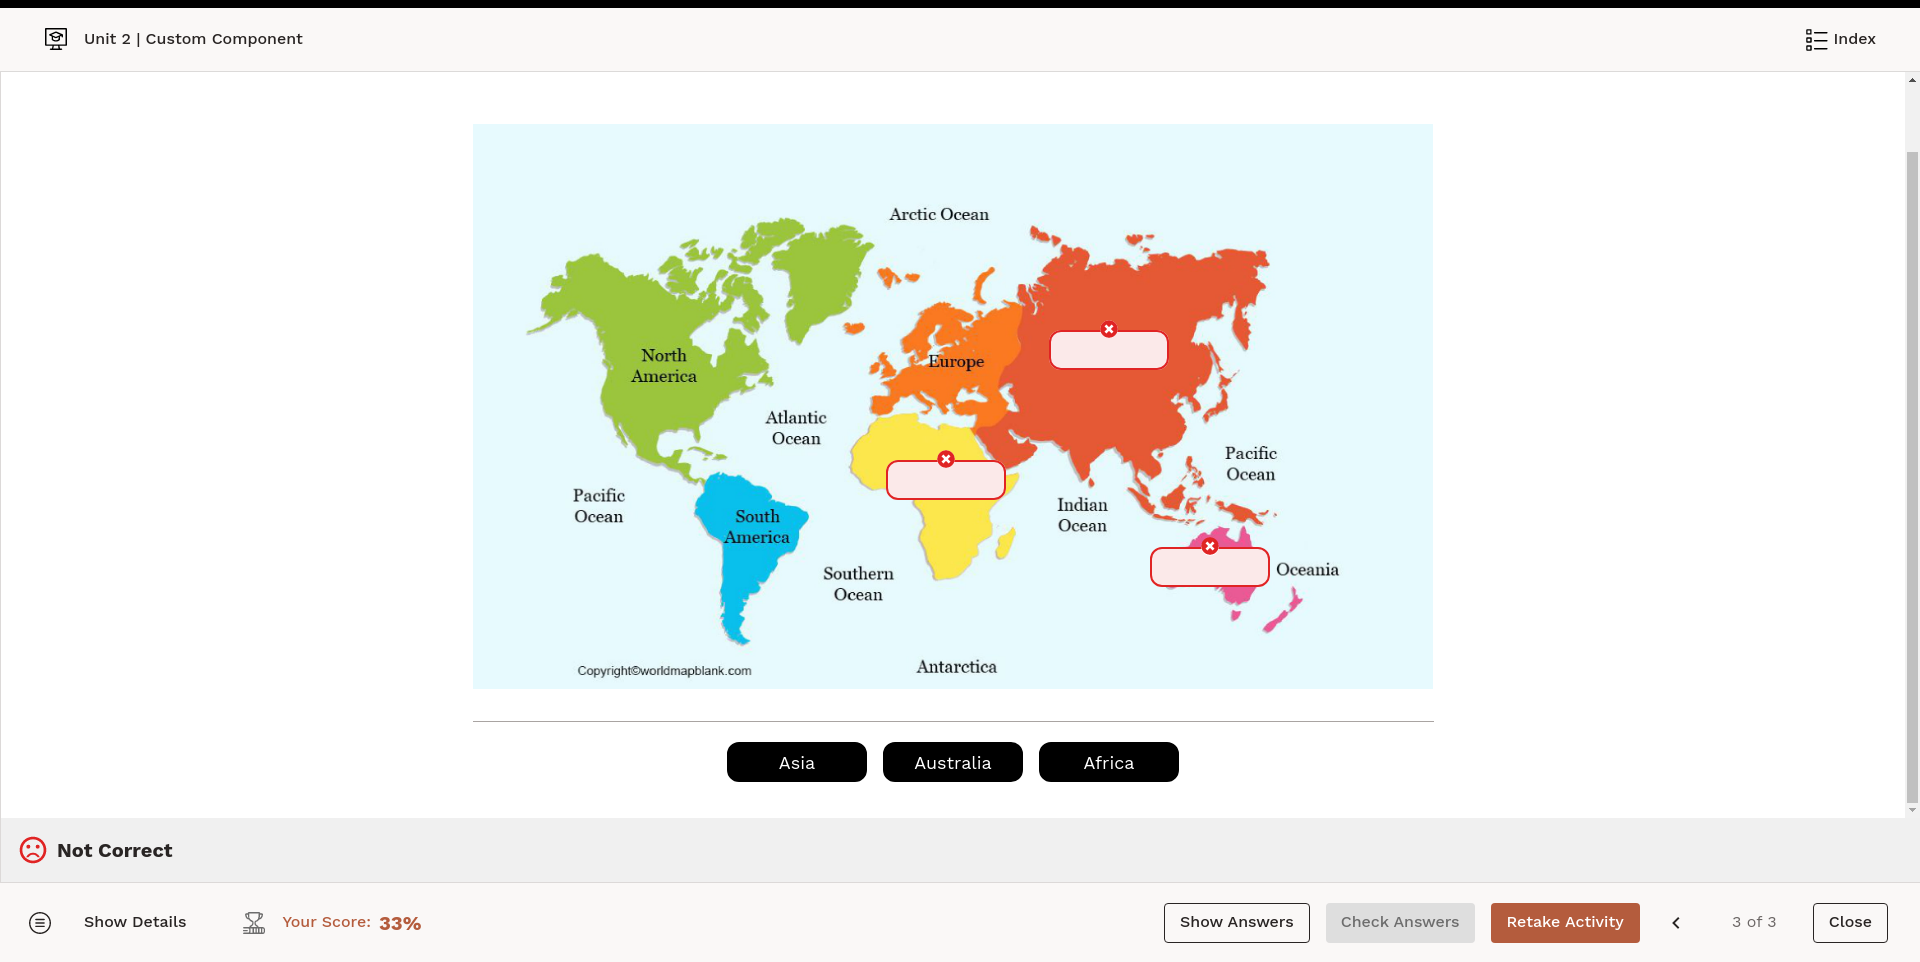 Unit 2 | Custom Component
Index
Arctic Ocean
North
America
Europe
Atlantic
Ocean
Pacific
Ocean
Pacific
Ocean
Indian
Ocean
South
America
Southern
Ocean
Oceania
Antarctica
Copyright©worldmapblank.com
Asia
Australia
Africa
Not Correct
Show Details
Your Score: 33%
Show Answers
Check Answers
Retake Activity
3 of 3
Close